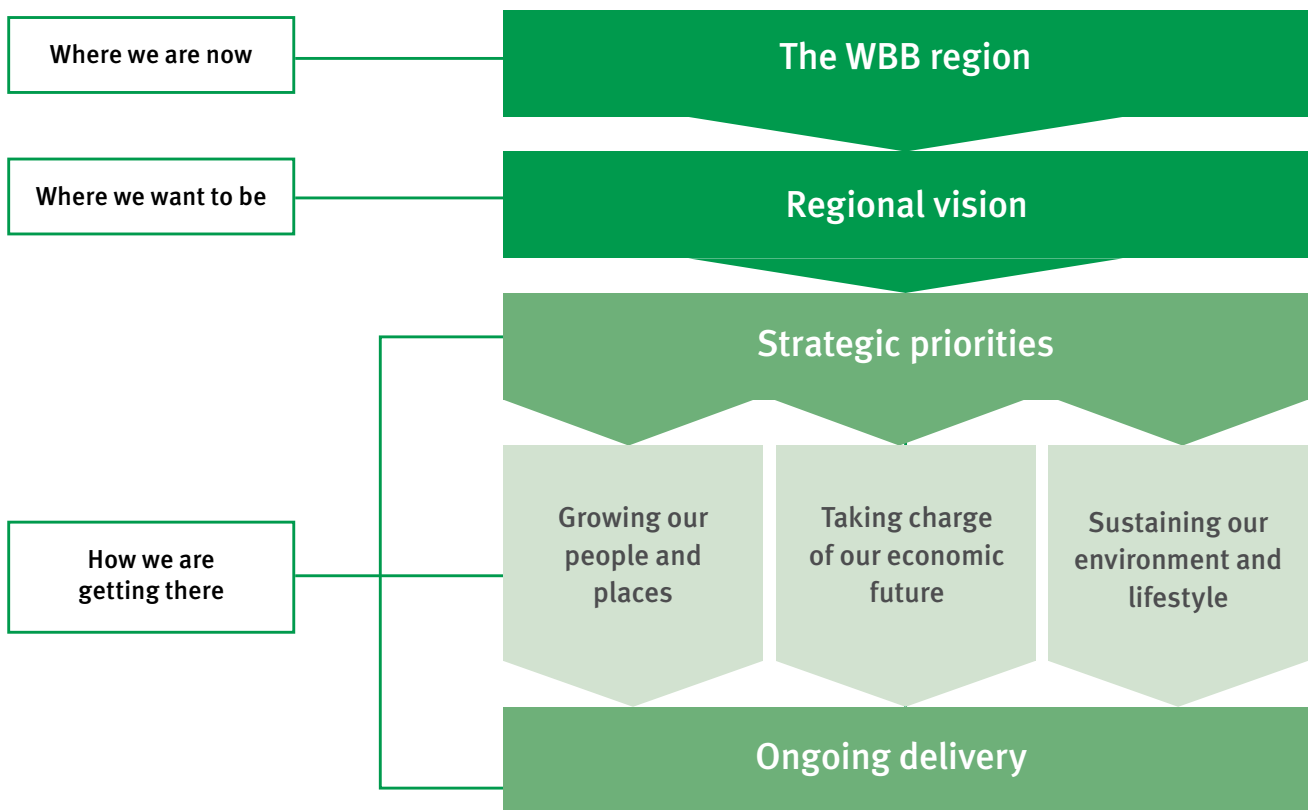 Where we are now
The WBB region
Where we want to be
Regional vision
Strategic priorities
How we are
getting there
Growing our
people and
places
Taking charge
of our economic
future
Sustaining our
environment and
lifestyle
Ongoing delivery